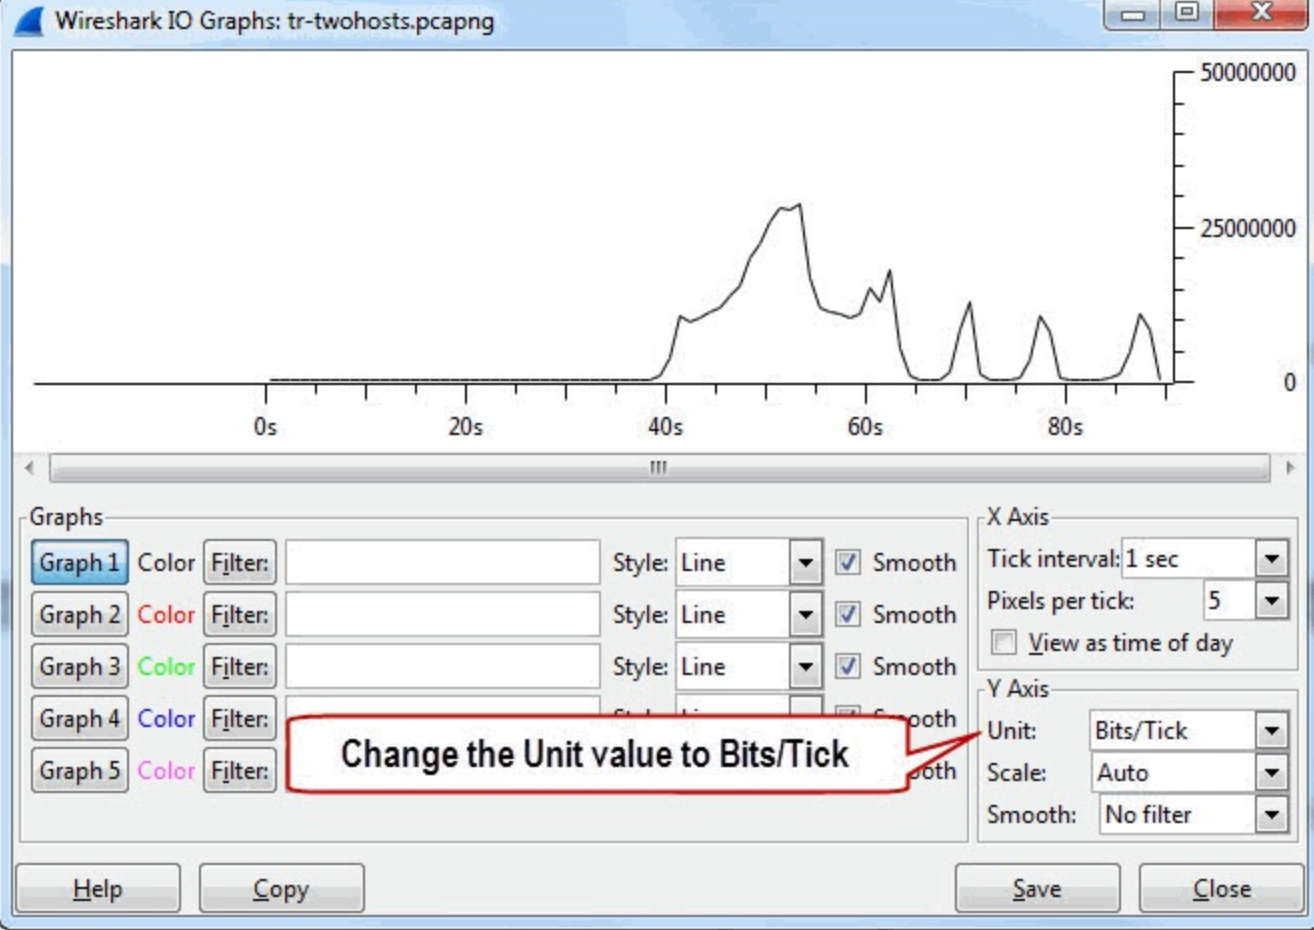 Wireshark IO Graphs: tr-twohosts.pcapng
50000000
25000000
0
0s 20s 40s 60s 80s
Graphs
Graph 1 Color Filter: Style: Line Smooth
Graph 2 Color Filter: Style: Line Smooth
Graph 3 Color Filter: Style: Line Smooth
Graph 4 Color Filter:
Graph 5 Color Filter:
Change the Unit value to Bits/Tick
X Axis
Tick interval: 1 sec
Pixels per tick: 5
View as time of day
Y Axis
Unit: Bits/Tick
Scale: Auto
Smooth: No filter
Help Copy Save Close